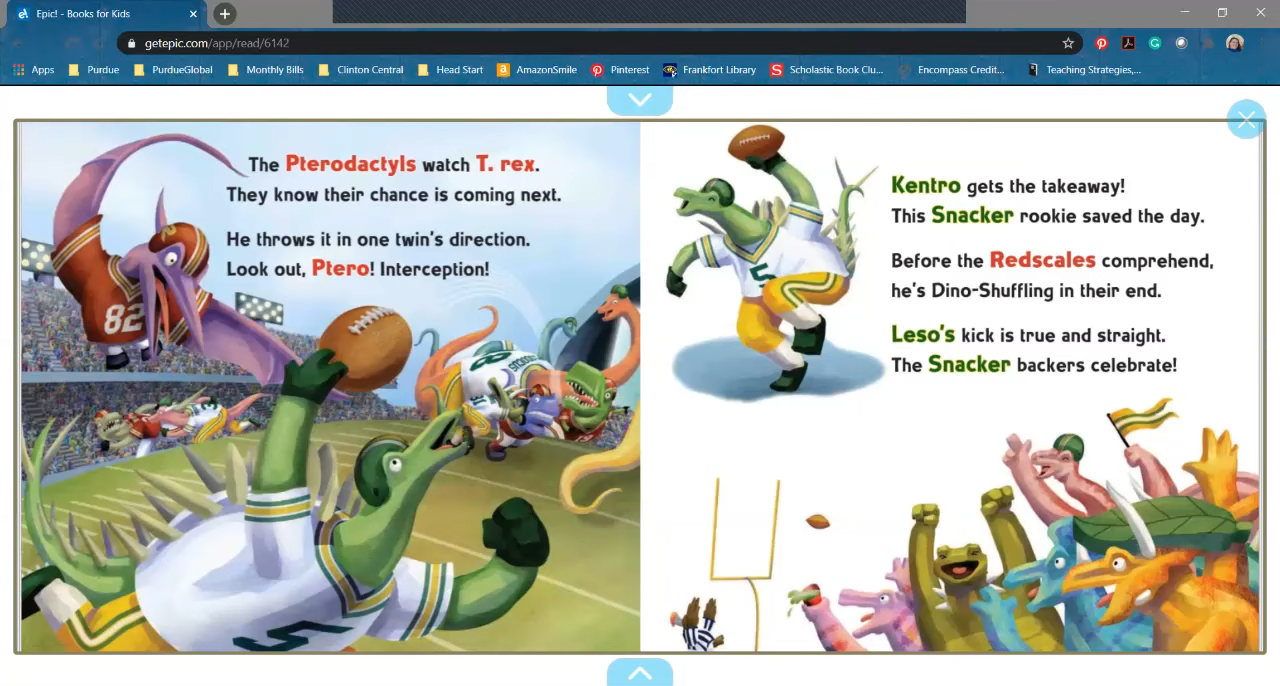 Epic! - Books for Kids
getepic.com/app/read/6142
Apps Purdue PurdueGlobal Monthly Bills Clinton Central Head Start AmazonSmile Pinterest Frankfort Library Scholastic Book Clu... Encompass Credit... Teaching Strategies,...
The Pterodactyls watch T. rex.
They know their chance is coming next.
He throws it in one twin's direction.
Look out, Ptero! Interception!
82
5
Kentro gets the takeaway!
This Snacker rookie saved the day.
Before the Redscales comprehend,
he's Dino-Shuffling in their end.
Leso's kick is true and straight.
The Snacker backers celebrate!
5